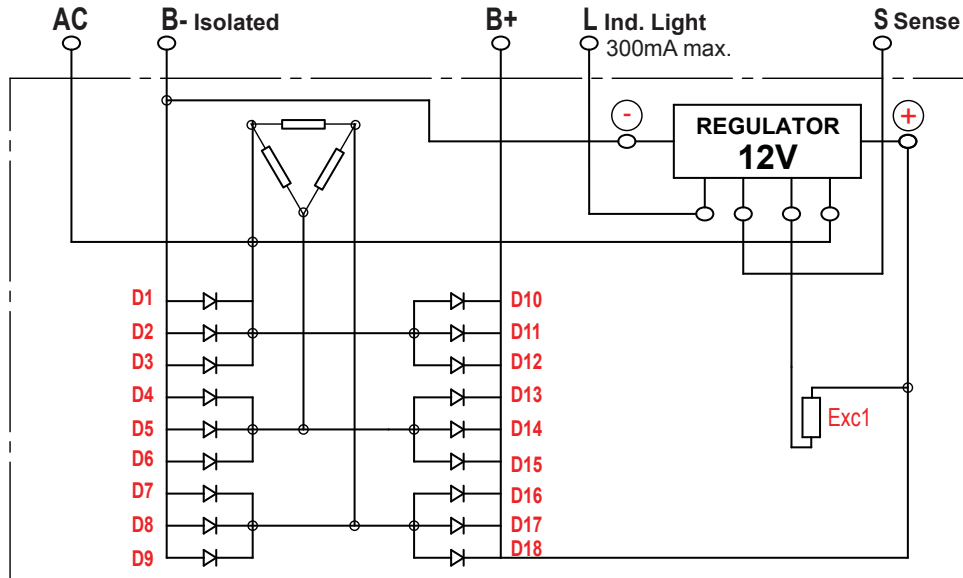 AC B- Isolated B+ L Ind. Light S Sense
300mA max.
- REGULATOR +
12V
D1 D10
D2 D11
D3 D12
D4 D13
D5 D14 Exc1
D6 D15
D7 D16
D8 D17
D9 D18